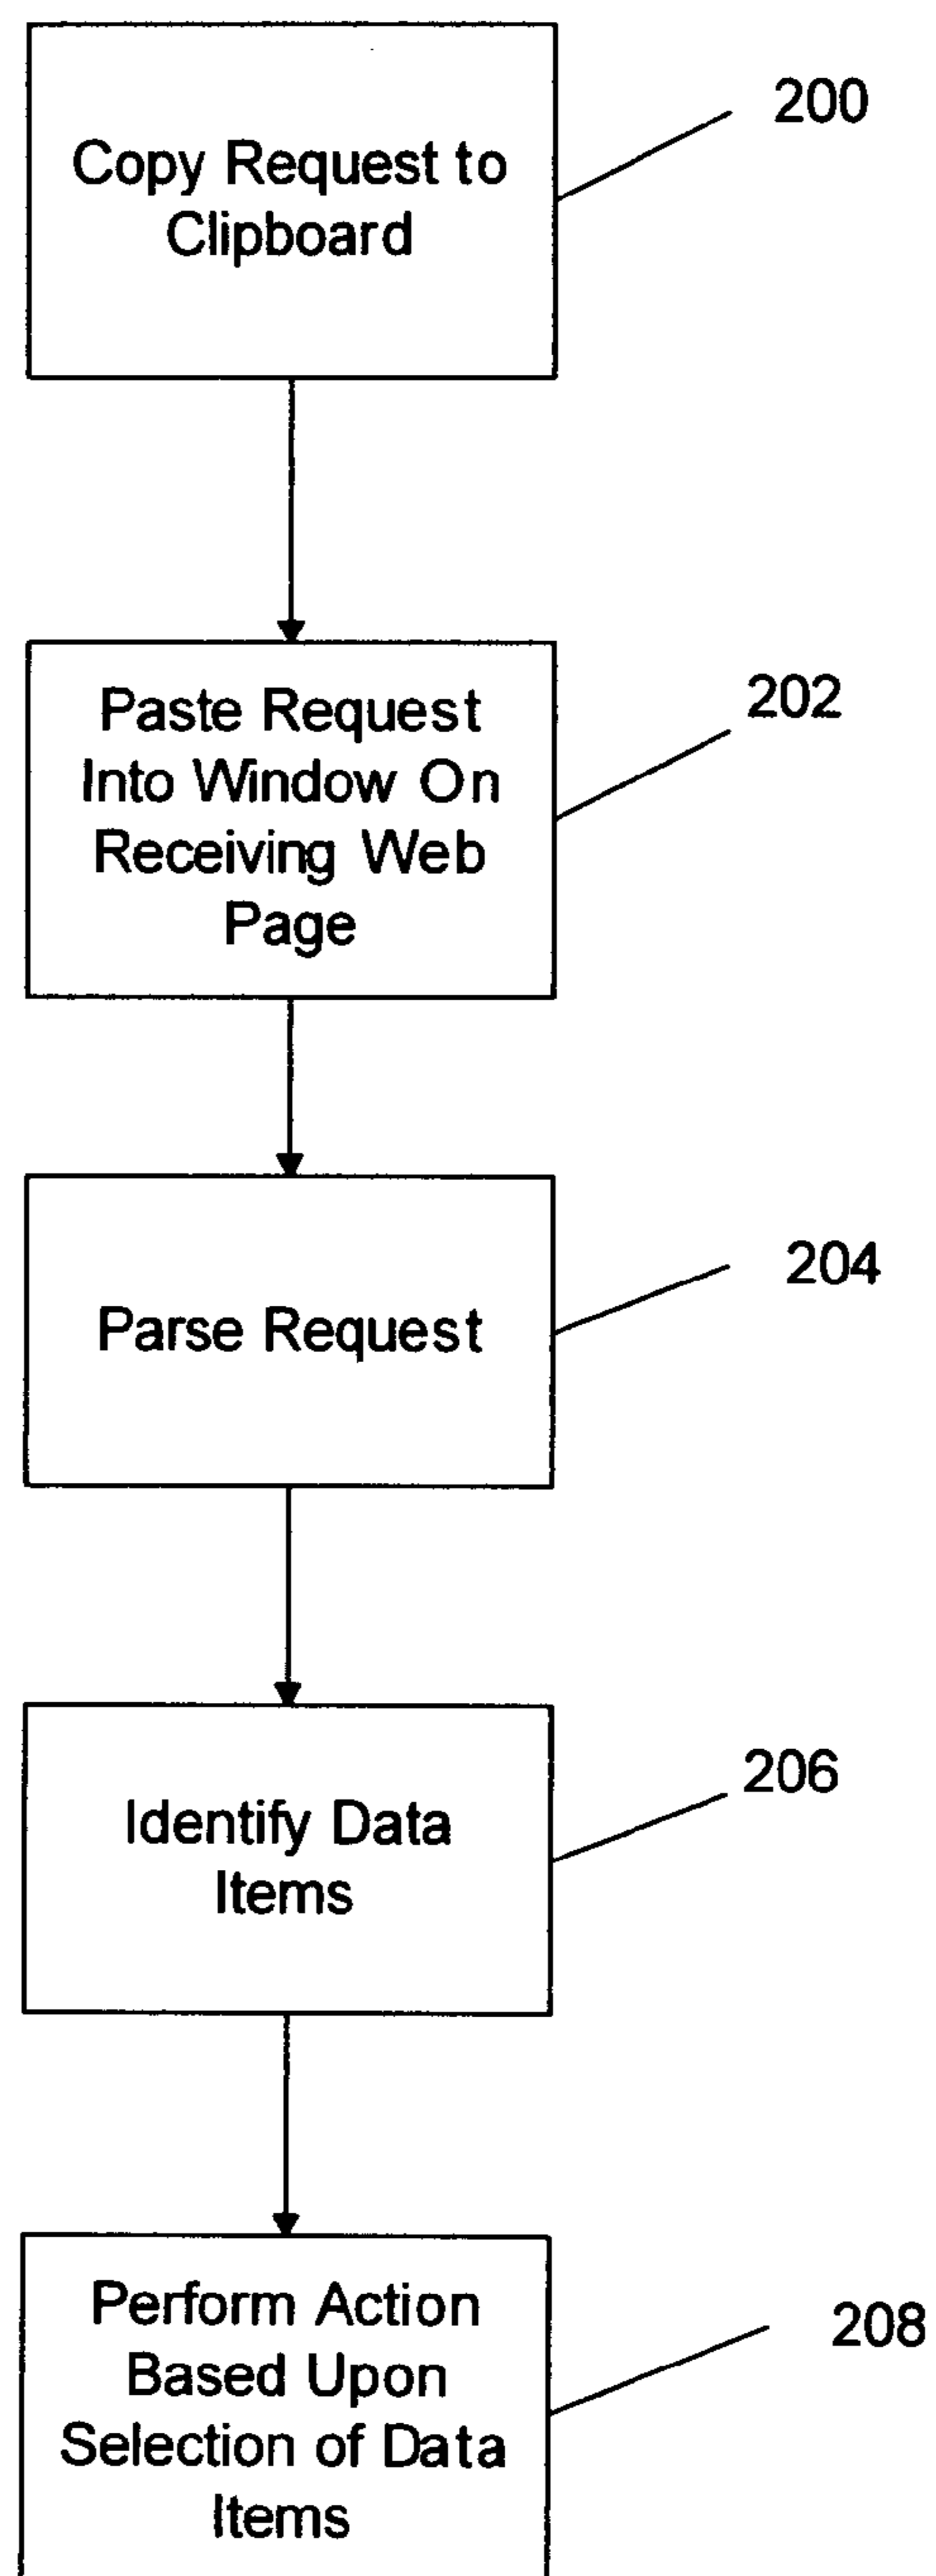 Copy Request to
Clipboard
200
Paste Request
Into Window On
Receiving Web
Page
202
Parse Request
204
Identify Data
Items
206
Perform Action
Based Upon
Selection of Data
Items
208